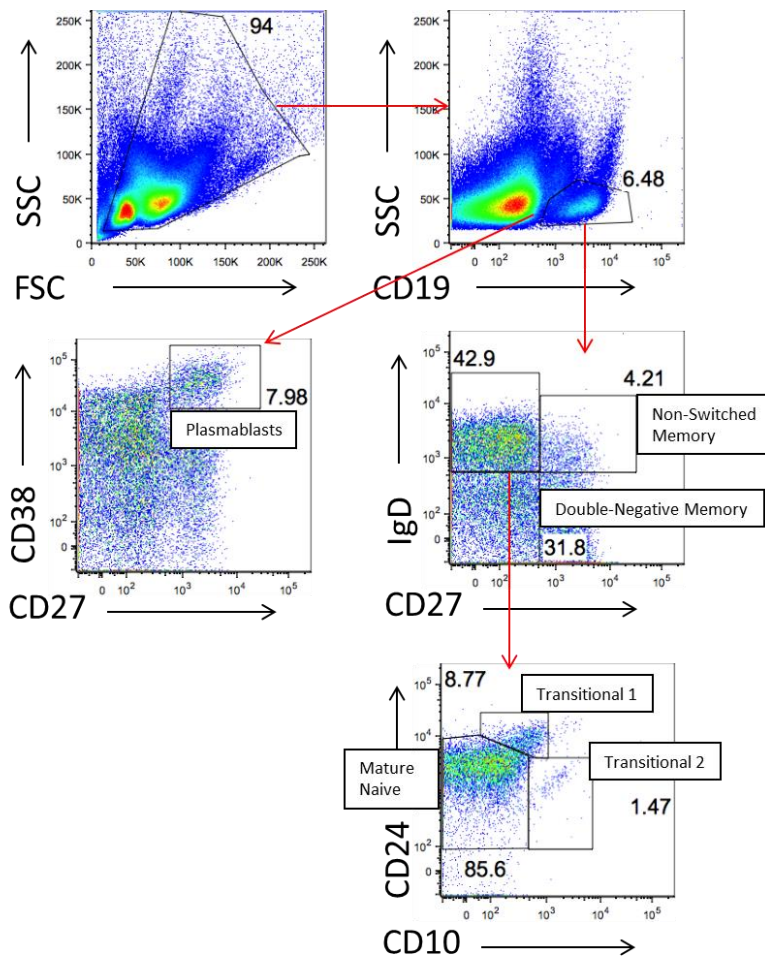 94
250K
200K
150K
100K
50K
0
0 50K 100K 150K 200K 250K
SSC
FSC
6.48
250K
200K
150K
100K
50K
0
0 10² 10³ 10⁴ 10⁵
SSC
CD19
10⁵
10⁴
10³
10²
0
0 10² 10³ 10⁴ 10⁵
7.98
Plasmablasts
CD38
CD27
42.9
4.21
10⁵
10⁴
10³
10²
0
0 10² 10³ 10⁴ 10⁵
Non-Switched
Memory
Double-Negative Memory
31.8
IgD
CD27
8.77
10⁵
10⁴
10²
0
0 10² 10³ 10⁴ 10⁵
Transitional 1
Mature
Naive
Transitional 2
1.47
85.6
CD24
CD10